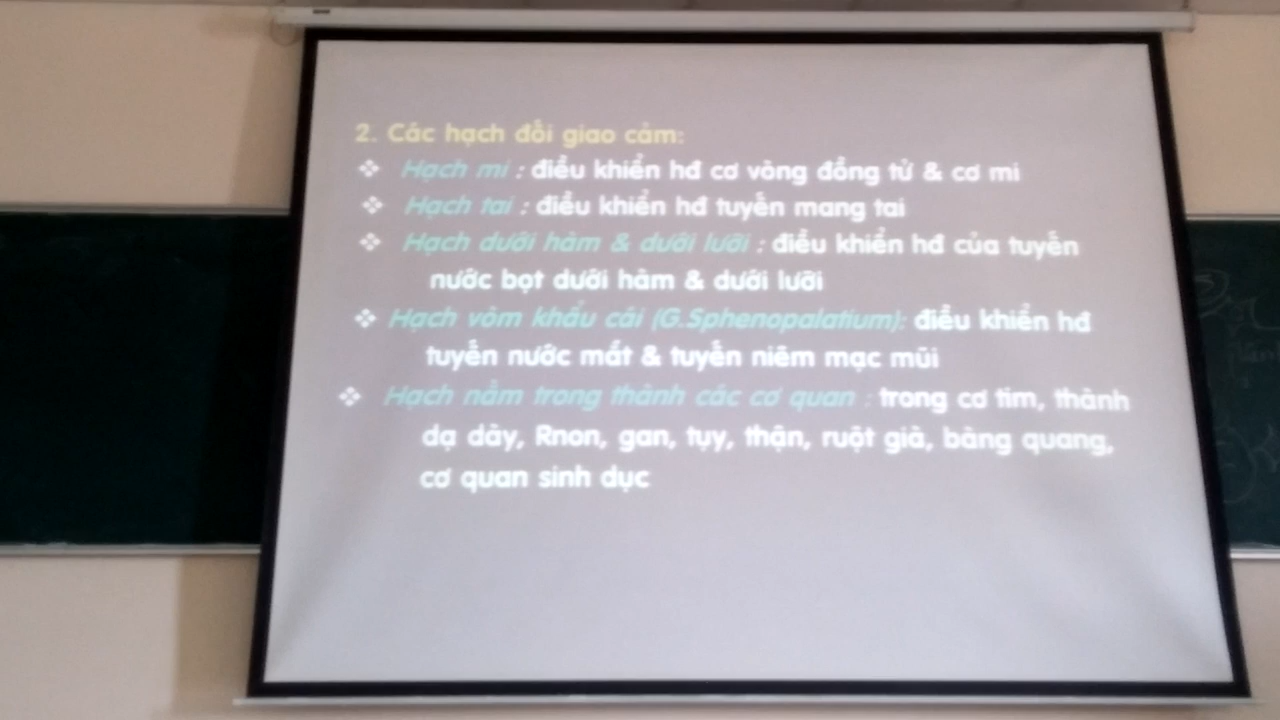 2. Các hạch đối giao cảm:
❖ Hạch mi : điều khiển hđ cơ vòng đồng tử & cơ mi
❖ Hạch tai : điều khiển hđ tuyến mang tai
❖ Hạch dưới hàm & dưới lưỡi : điều khiển hđ của tuyến
nước bọt dưới hàm & dưới lưỡi
❖ Hạch vòm khẩu cái (G.Sphenopalatium): điều khiển hđ
tuyến nước mắt & tuyến niêm mạc mũi
❖ Hạch nằm trong thành các cơ quan : trong cơ tim, thành
dạ dày, Rnon, gan, tụy, thận, ruột già, bàng quang,
cơ quan sinh dục